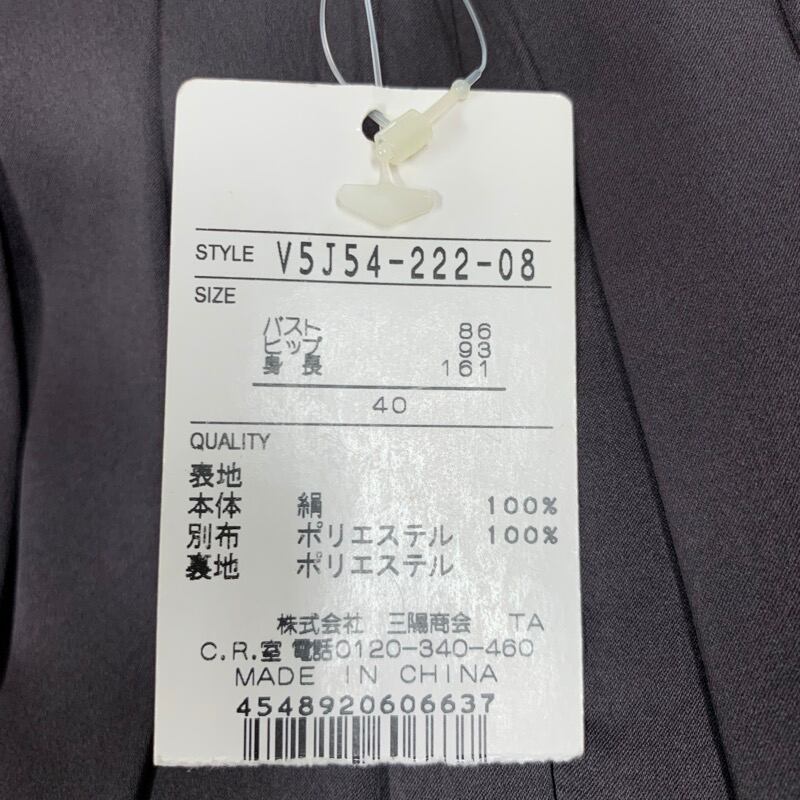 STYLE V5J54-222-08
SIZE
バスト 86
ヒップ 93
身長 161
40
QUALITY
表地
本体 絹 100%
別布 ポリエステル 100%
裏地 ポリエステル
株式会社 三陽商会 TA
C.R.室 電話0120-340-460
MADE IN CHINA
4548920606637